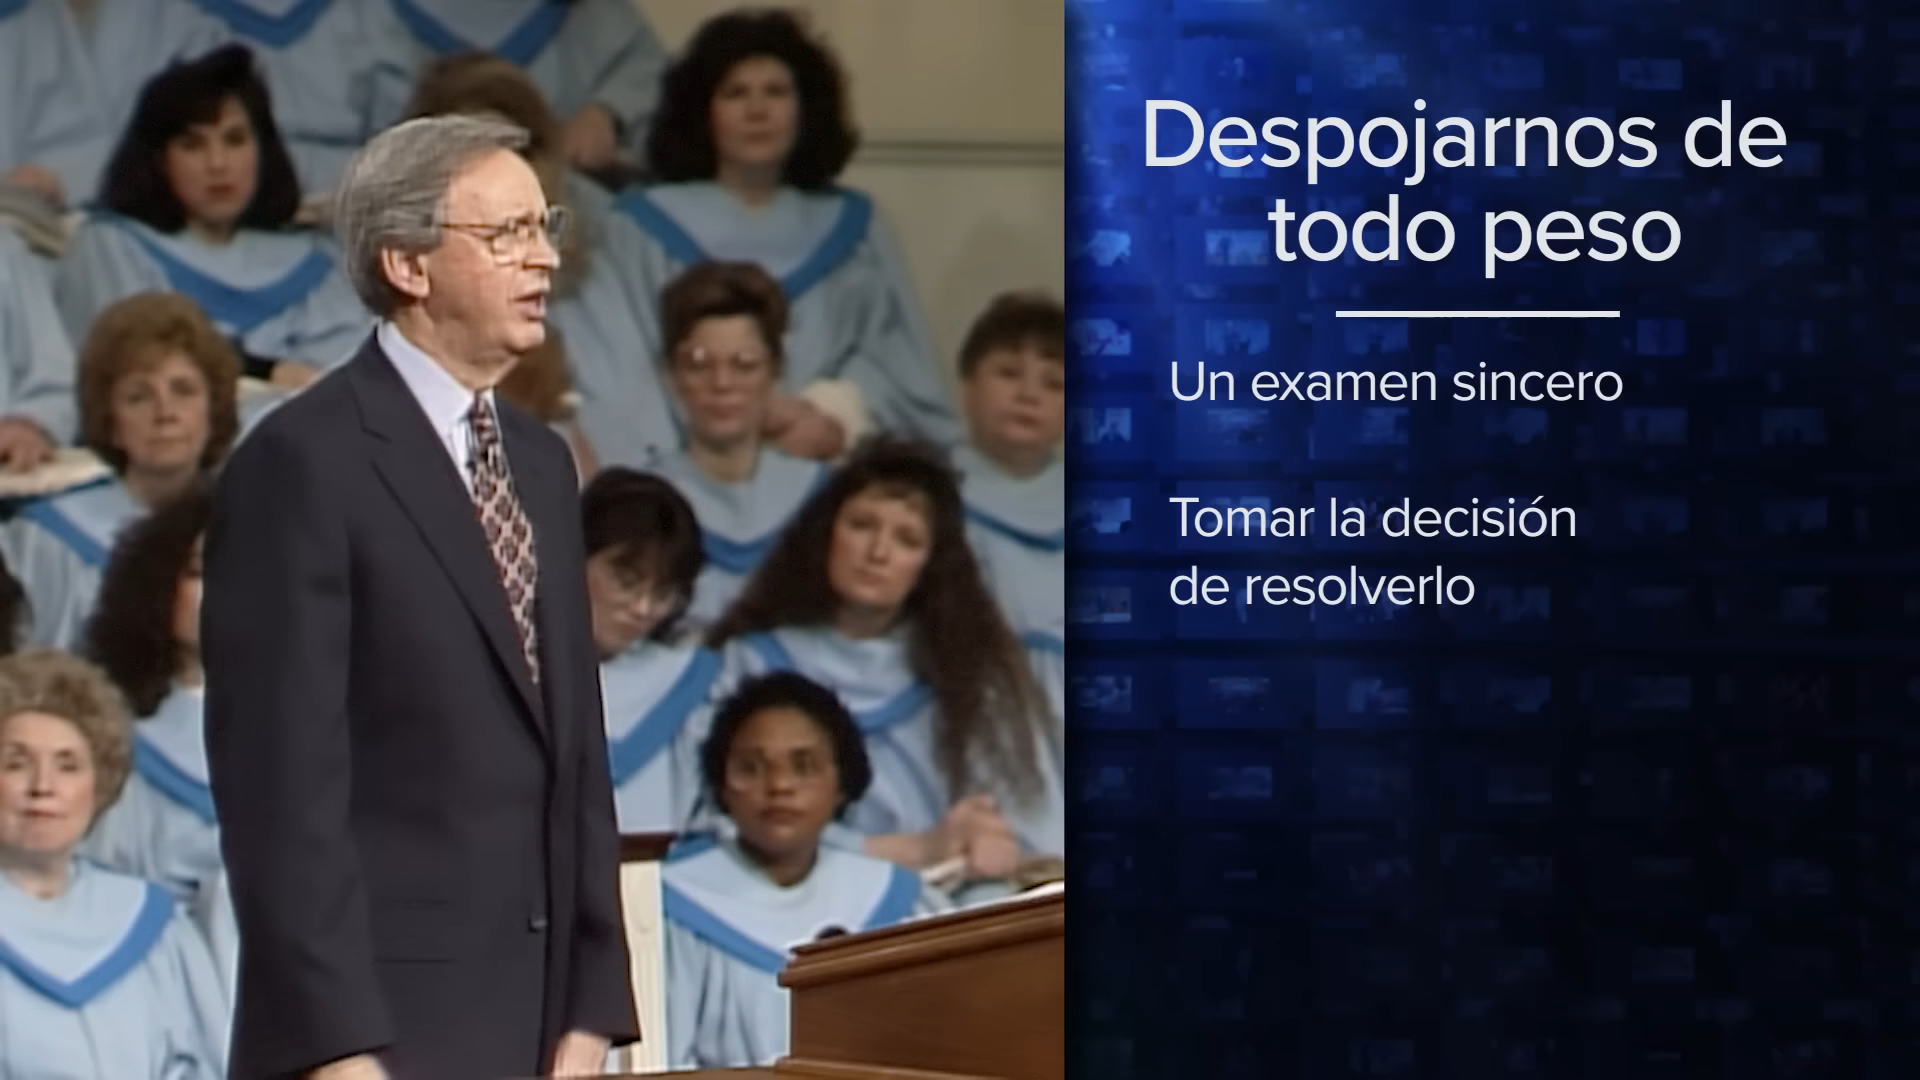 Despojarnos de
todo peso
Un examen sincero
Tomar la decisión
de resolverlo